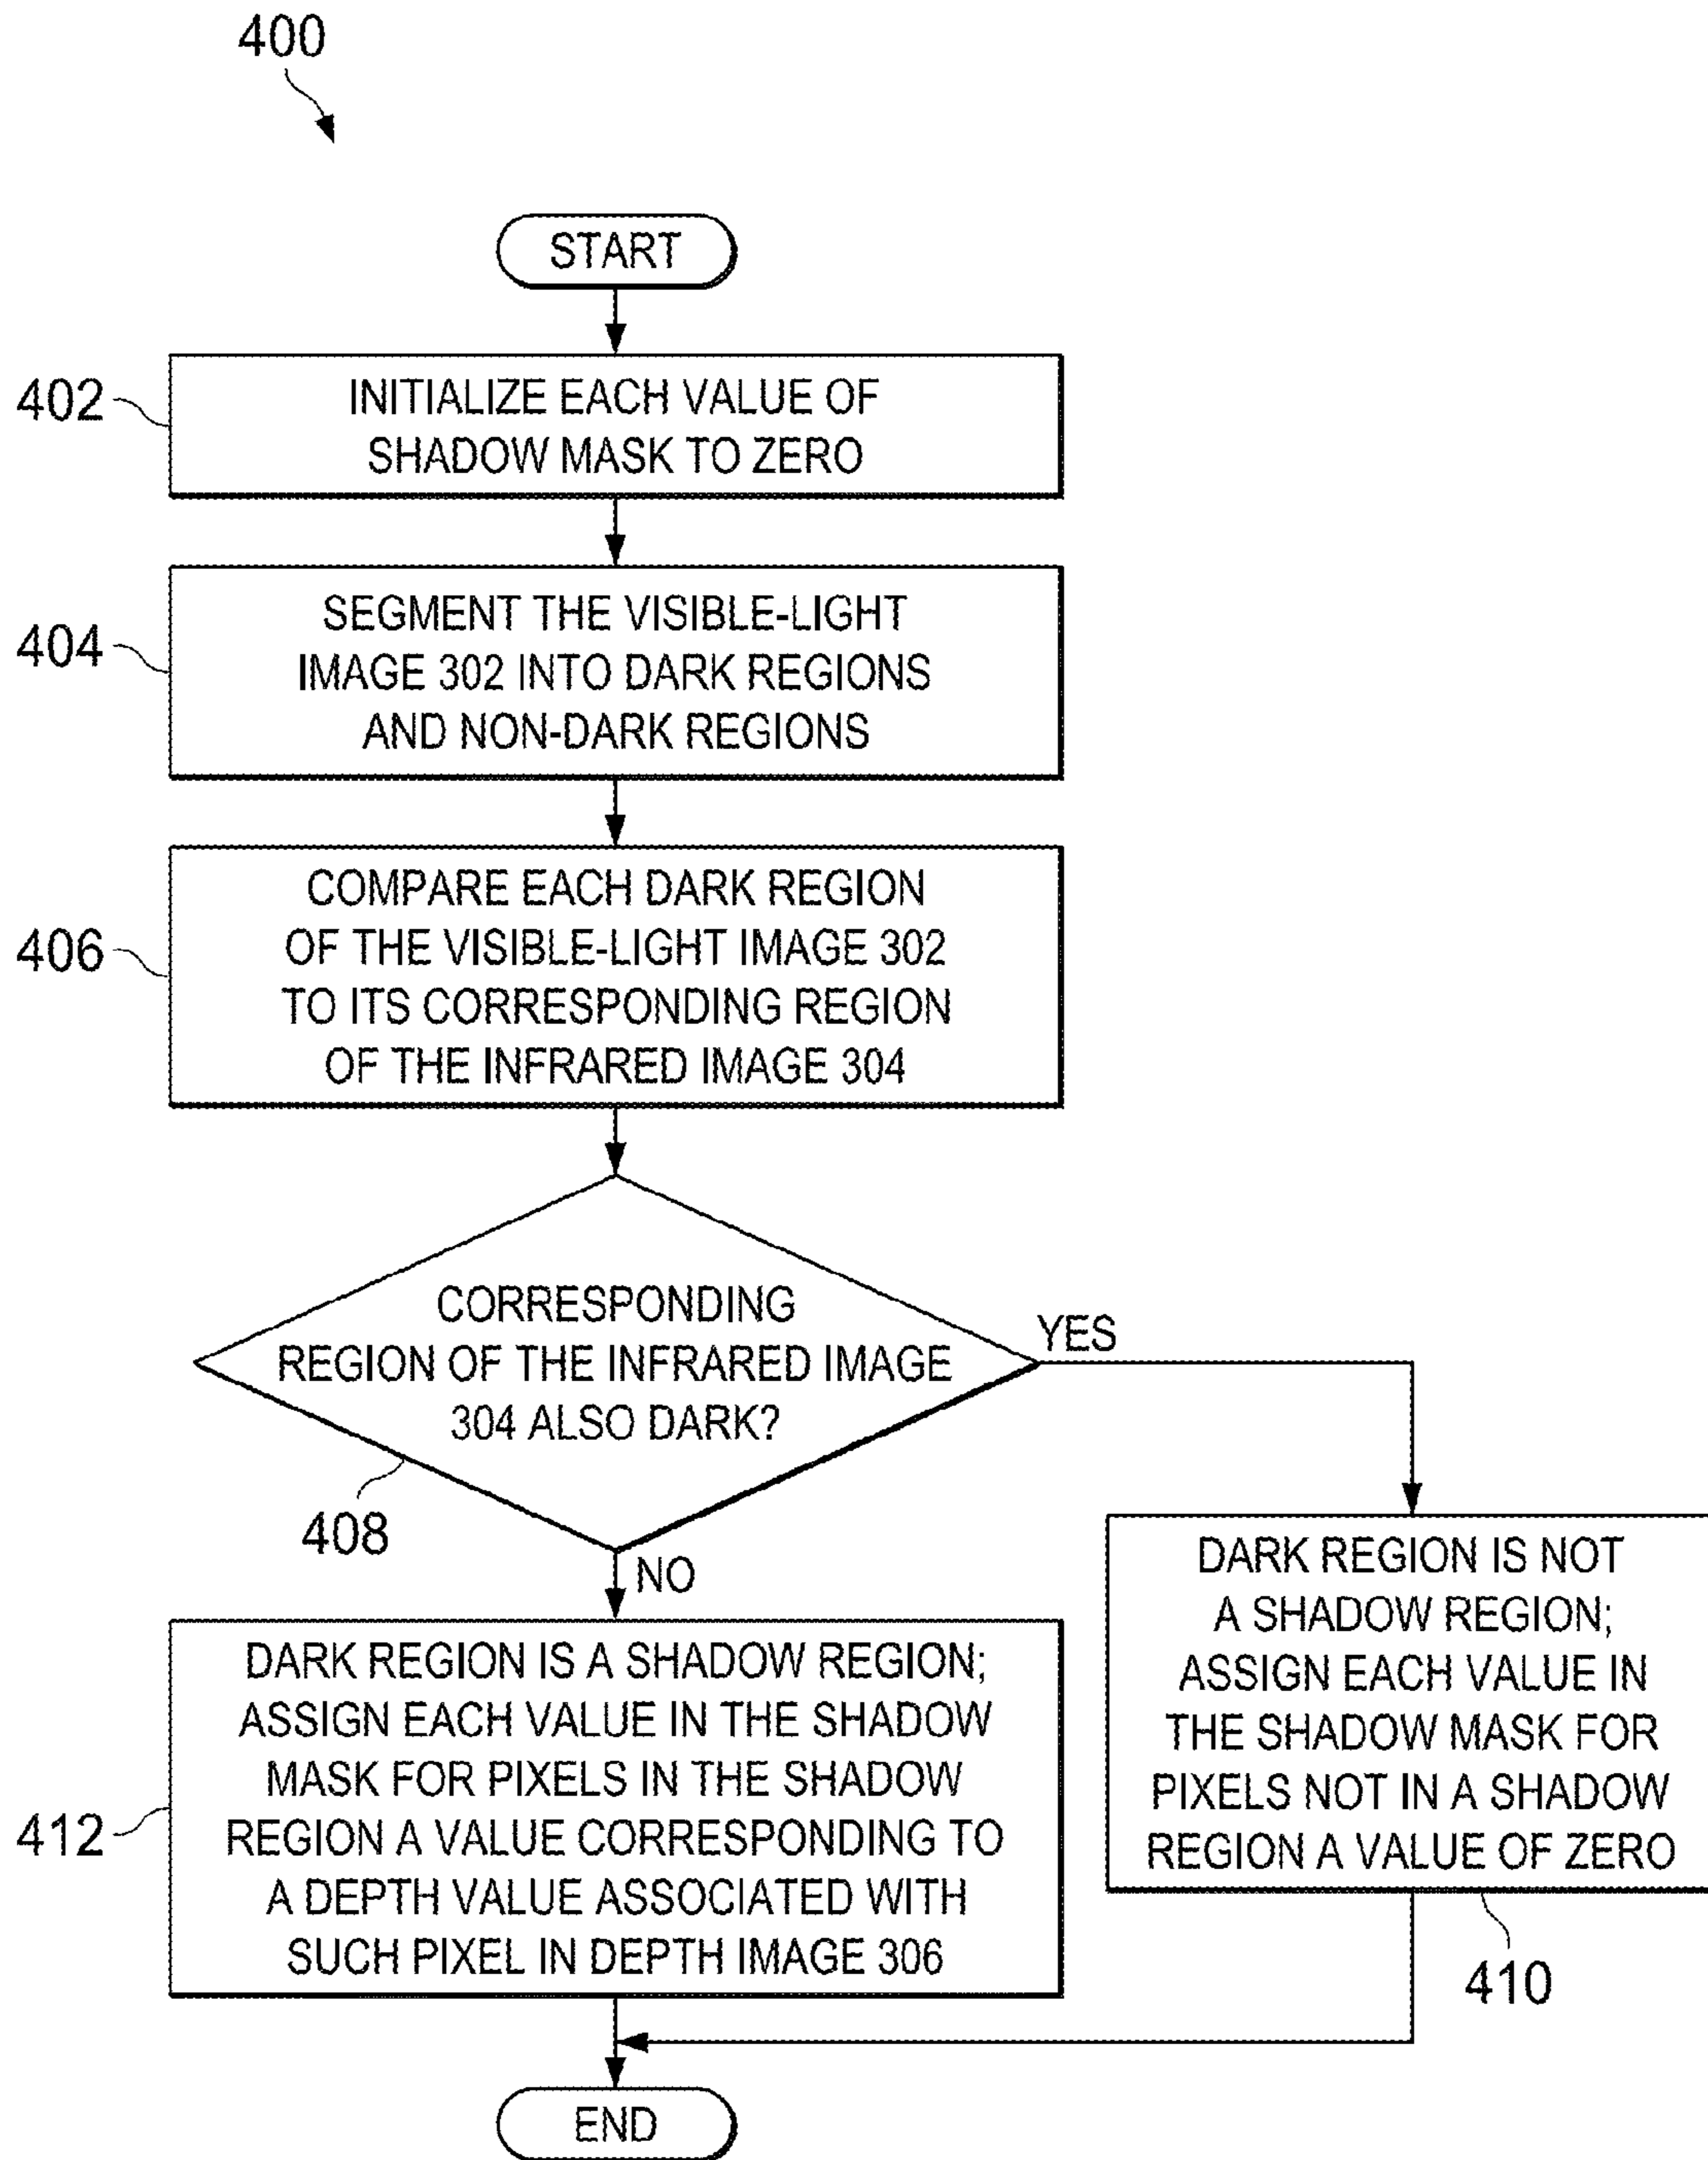 400
START
402
INITIALIZE EACH VALUE OF
SHADOW MASK TO ZERO
404
SEGMENT THE VISIBLE-LIGHT
IMAGE 302 INTO DARK REGIONS
AND NON-DARK REGIONS
406
COMPARE EACH DARK REGION
OF THE VISIBLE-LIGHT IMAGE 302
TO ITS CORRESPONDING REGION
OF THE INFRARED IMAGE 304
CORRESPONDING
REGION OF THE INFRARED IMAGE
304 ALSO DARK?
408
YES
NO
DARK REGION IS NOT
A SHADOW REGION;
ASSIGN EACH VALUE IN
THE SHADOW MASK FOR
PIXELS NOT IN A SHADOW
REGION A VALUE OF ZERO
410
412
DARK REGION IS A SHADOW REGION;
ASSIGN EACH VALUE IN THE SHADOW
MASK FOR PIXELS IN THE SHADOW
REGION A VALUE CORRESPONDING TO
A DEPTH VALUE ASSOCIATED WITH
SUCH PIXEL IN DEPTH IMAGE 306
END